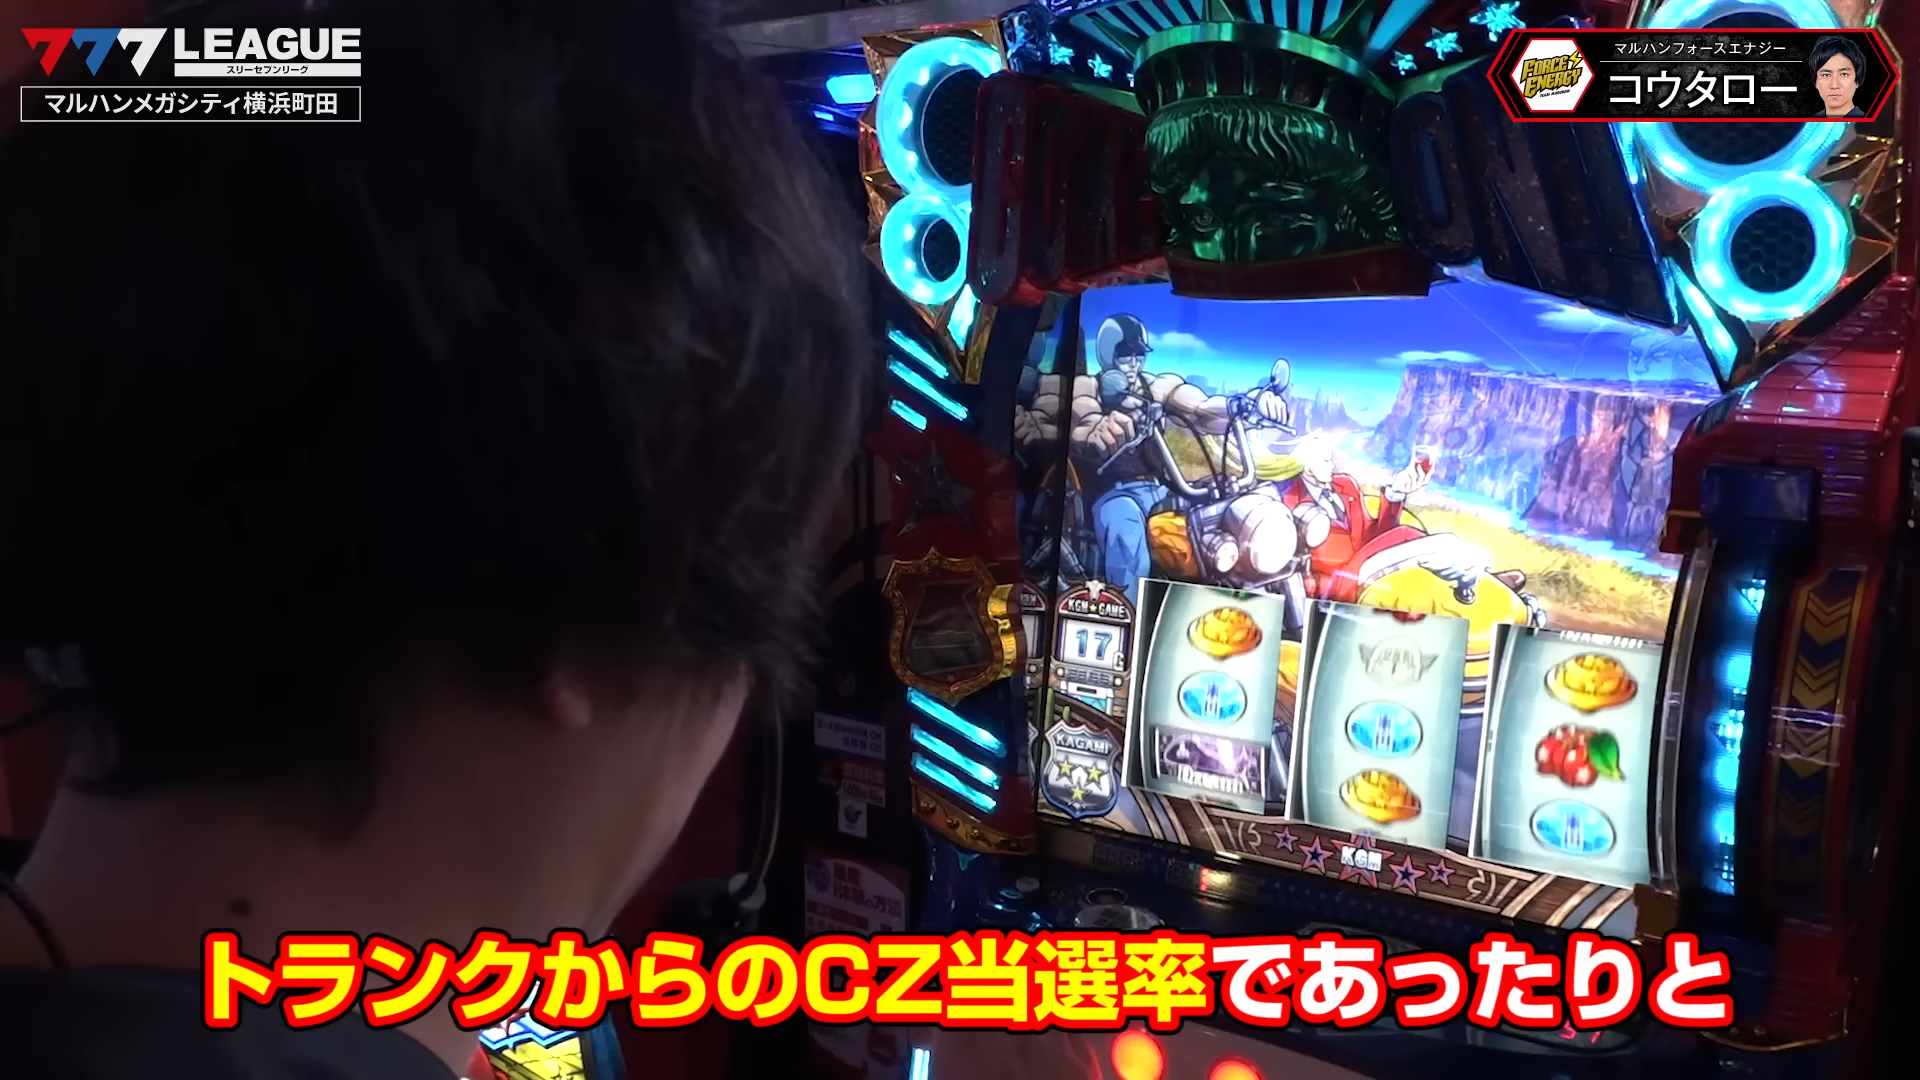 777 LEAGUE
スリーセブンリーグ
マルハンメガシティ横浜町田
FORCE ENERGY
マルハンフォースエナジー
コウタロー
KGM★GAME
17G
KAGAMI
KGM
トランクからのCZ当選率であったりと